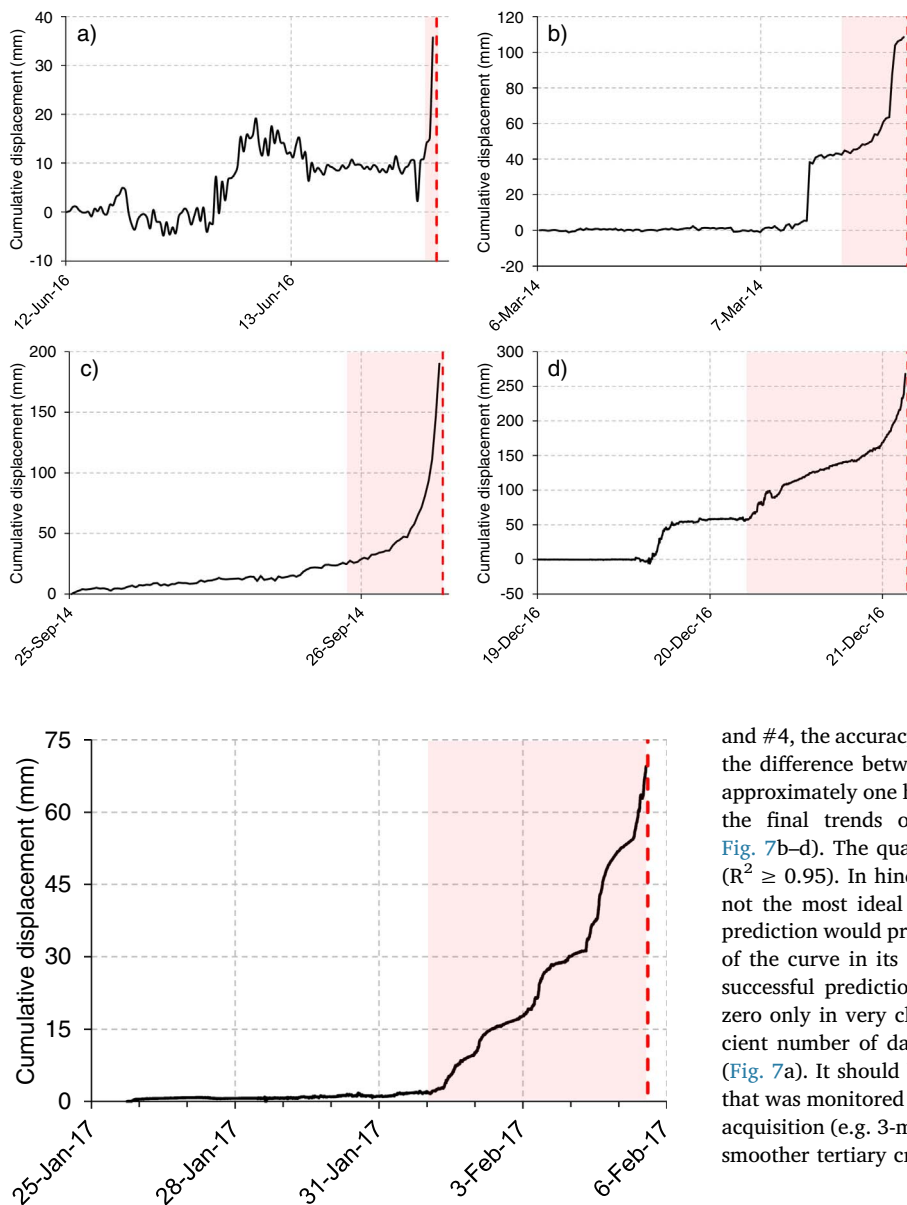 a)
Cumulative displacement (mm)
40
30
20
10
0
-10
12-Jun-16
13-Jun-16
b)
Cumulative displacement (mm)
120
100
80
60
40
20
0
-20
6-Mar-14
7-Mar-14
c)
Cumulative displacement (mm)
200
150
100
50
0
25-Sep-14
26-Sep-14
d)
Cumulative displacement (mm)
300
250
200
150
100
50
0
-50
19-Dec-16
20-Dec-16
21-Dec-16
Cumulative displacement (mm)
75
60
45
30
15
0
25-Jan-17
28-Jan-17
31-Jan-17
3-Feb-17
6-Feb-17
and #4, the accurac
the difference betw
approximately one h
the final trends o
Fig. 7b–d). The qua
(R² ≥ 0.95). In hind
not the most ideal
prediction would pr
of the curve in its
successful prediction
zero only in very cl
cient number of da
(Fig. 7a). It should
that was monitored
acquisition (e.g. 3-m
smoother tertiary cr